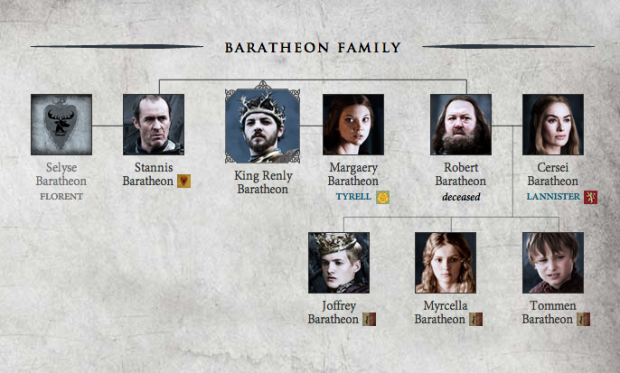 BARATHEON FAMILY
Selyse
Baratheon
FLORENT
Stannis
Baratheon
King Renly
Baratheon
Margaery
Baratheon
TYRELL
Robert
Baratheon
deceased
Cersei
Baratheon
LANNISTER
Joffrey
Baratheon
Myrcella
Baratheon
Tommen
Baratheon